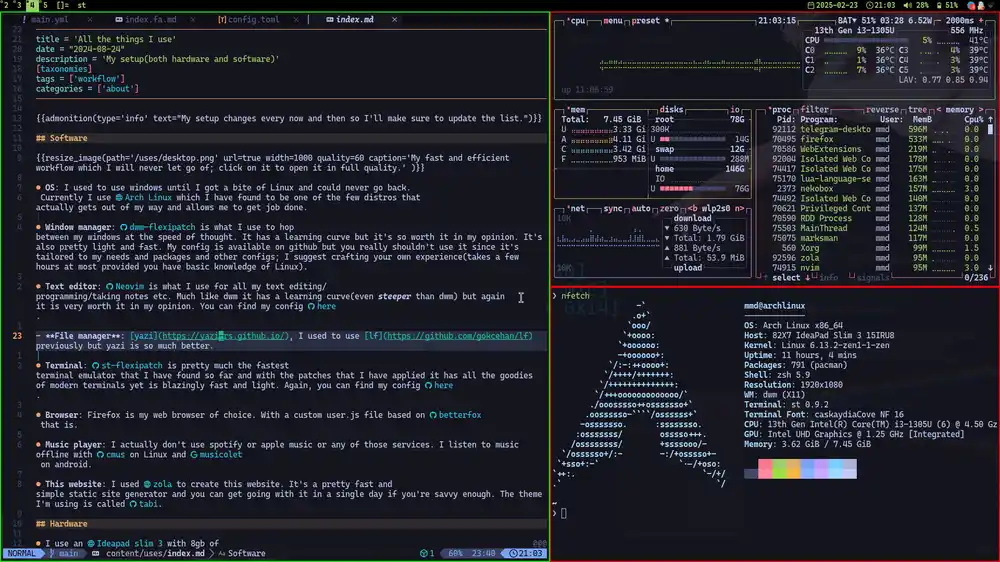 2 3 4 5 []= st
2025-02-23 21:03 28% 51%
main.yml index.fa.md config.toml index.md ×
title = 'All the things I use'
date = "2024-08-24"
description = 'My setup(both hardware and software)'
[taxonomies]
tags = ['workflow']
categories = ['about']
{{admonition(type='info' text="My setup changes every now and then so I'll make sure to update the list.")}}
## Software
{{resize_image(path='/uses/desktop.png' url=true width=1000 quality=60 caption='My fast and efficient
workflow which I will never let go of; click on it to open it in full quality.' )}}
● OS: I used to use windows until I got a bite of Linux and could never go back.
Currently I use Arch Linux which I have found to be one of the few distros that
actually gets out of my way and allows me to get job done.
● Window manager: dwm-flexipatch is what I use to hop
between my windows at the speed of thought. It has a learning curve but it's so worth it in my opinion. It's
also pretty light and fast. My config is availble on github but you really shouldn't use it since it's
tailored to my needs and packages and other configs; I suggest crafting your own experience(takes a few
hours at most provided you have basic knowledge of Linux).
● Text editor: Neovim is what I use for all my text editing/
programming/taking notes etc. Much like dwm it has a learning curve(even steeper than dwm) but again
it is very worth it in my opinion. You can find my config here
.
23 - **File manager**: [yazi](https://yazi-rs.github.io/), I used to use [lf](https://github.com/gokcehan/lf)
previously but yazi is so much better.
● Terminal: st-flexipatch is pretty much the fastest
terminal emulator that I have found so far and with the patches that I have applied it has all the goodies
of modern terminals yet is blazingly fast and light. Again, you can find my config here
.
● Browser: Firefox is my web browser of choice. With a custom user.js file based on betterfox
that is.
● Music player: I actually don't use spotify or apple music or any of those services. I listen to music
offline with cmus on Linux and musicolet
on android.
● This website: I used zola to create this website. It's a pretty fast and
simple static site generator and you can get going with it in a single day if you're savvy enough. The theme
I'm using is called tabi.
## Hardware
● I use an Ideapad slim 3 with 8gb of @@@
NORMAL main content/uses/index.md Software 1 60% 23:40 21:03
cpu menu preset * 21:03:15 BAT▼ 51% 03:28 6.52W - 2000ms +
13th Gen i3-1305U 556 MHz
CPU 5% 41°C
C0 9% 36°C C3 4% 39°C
C1 1% 36°C C4 4% 39°C
C2 7% 36°C C5 3% 39°C
LAV: 0.77 0.85 0.94
up 11:06:59
mem disks io
Total: 7.45 GiB
U 3.33 Gi
A 4.11 Gi
C 3.42 Gi
F 953 MiB
root 78G
300K
U 14G
swap 12G
U 288M
home 146G
IO
U 76G
net sync auto zero <b wlp2s0 n>
10K
download
▼ 630 Byte/s
▼ Total: 1.79 GiB
▲ 881 Byte/s
▲ Total: 53.9 MiB
10K upload
proc filter reverse tree < memory >
Pid: Program: User: MemB Cpu%
92112 telegram-deskto mmd 596M 0.0
70208 firefox mmd 533M 0.0
70586 WebExtensions mmd 219M 0.0
92004 Isolated Web Co mmd 178M 0.0
74446 Isolated Web Co mmd 175M 0.0
75170 lua-language-se mmd 163M 0.0
2373 nekobox mmd 157M 3.0
74492 Isolated Web Co mmd 140M 0.0
70621 Privileged Cont mmd 137M 0.0
70590 RDD Process mmd 128M 0.0
75503 MainThread mmd 124M 0.5
75075 marksman mmd 117M 0.0
560 Xorg mmd 99M 1.5
92596 zola mmd 95M 0.0
74915 nvim mmd 95M 3.0
select info signals 0/236
❯ nfetch
mmd@archlinux
OS: Arch Linux x86_64
Host: 82X7 IdeaPad Slim 3 15IRU8
Kernel: Linux 6.13.2-zen1-1-zen
Uptime: 11 hours, 4 mins
Packages: 791 (pacman)
Shell: zsh 5.9
Resolution: 1920x1080
WM: dwm (X11)
Terminal: st 0.9.2
Terminal Font: caskaydiaCove NF 16
CPU: 13th Gen Intel(R) Core(TM) i3-1305U (6) @ 4.50 Gz
GPU: Intel UHD Graphics @ 1.25 GHz [Integrated]
Memory: 3.62 GiB / 7.45 GiB
~
❯